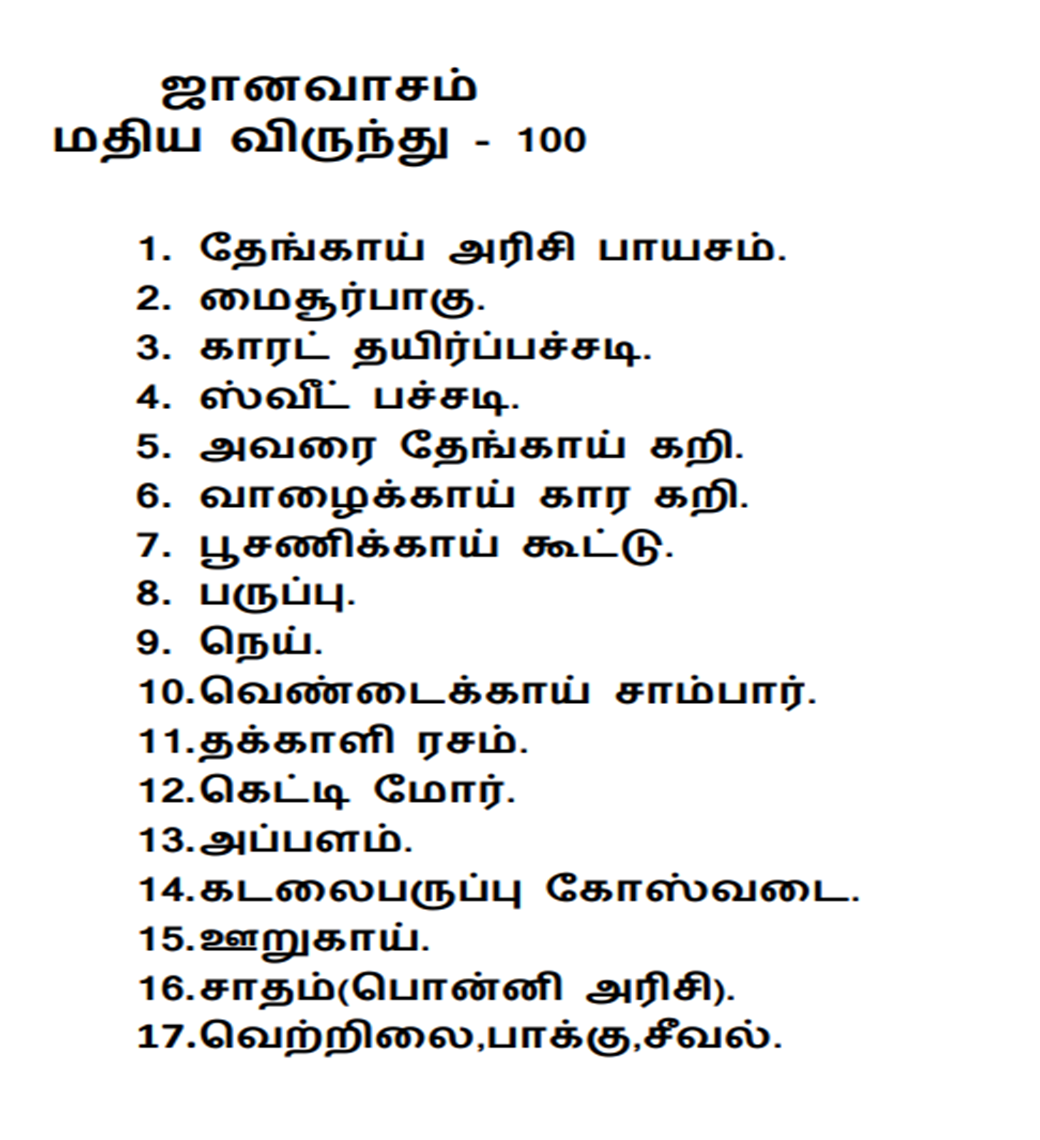 ஜானவாசம்
மதிய விருந்து - 100
1. தேங்காய் அரிசி பாயசம்.
2. மைசூர்பாகு.
3. காரட் தயிர்ப்பச்சடி.
4. ஸ்வீட் பச்சடி.
5. அவரை தேங்காய் கறி.
6. வாழைக்காய் கார கறி.
7. பூசணிக்காய் கூட்டு.
8. பருப்பு.
9. நெய்.
10.வெண்டைக்காய் சாம்பார்.
11.தக்காளி ரசம்.
12.கெட்டி மோர்.
13.அப்பளம்.
14.கடலைபருப்பு கோஸ்வடை.
15.ஊறுகாய்.
16.சாதம்(பொன்னி அரிசி).
17.வெற்றிலை,பாக்கு,சீவல்.